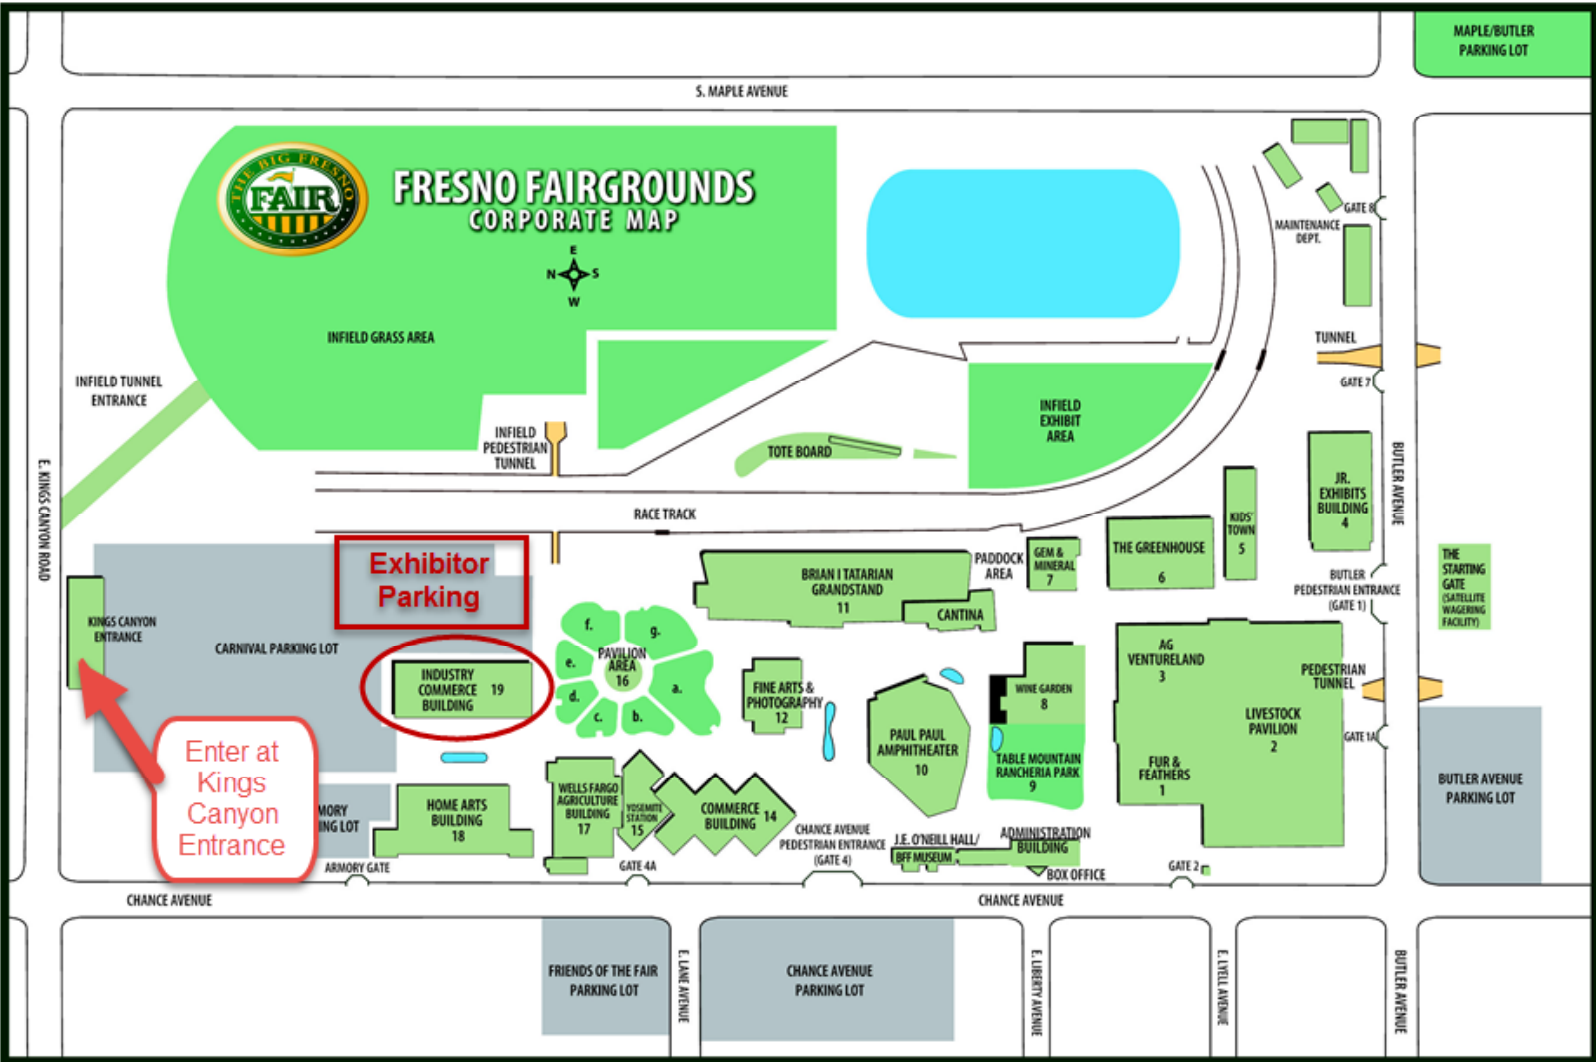 MAPLE/BUTLER
PARKING LOT
S. MAPLE AVENUE
THE BIG FRESNO
FAIR
FRESNO FAIRGROUNDS
CORPORATE MAP
E
N S
W
GATE 8
MAINTENANCE
DEPT.
INFIELD GRASS AREA
TUNNEL
GATE 7
INFIELD TUNNEL
ENTRANCE
INFIELD
EXHIBIT
AREA
INFIELD
PEDESTRIAN
TUNNEL
TOTE BOARD
E. KINGS CANYON ROAD
RACE TRACK
BUTLER AVENUE
JR.
EXHIBITS
BUILDING
4
KIDS'
TOWN
5
THE GREENHOUSE
6
GEM &
MINERAL
7
PADDOCK
AREA
BRIAN I TATARIAN
GRANDSTAND
11
CANTINA
Exhibitor
Parking
BUTLER
PEDESTRIAN ENTRANCE
(GATE 1)
THE
STARTING
GATE
(SATELLITE
WAGERING
FACILITY)
KINGS CANYON
ENTRANCE
CARNIVAL PARKING LOT
INDUSTRY
COMMERCE 19
BUILDING
f.
g.
e.
PAVILION
AREA
16
d.
a.
c.
b.
FINE ARTS &
PHOTOGRAPHY
12
PAUL PAUL
AMPHITHEATER
10
WINE GARDEN
8
TABLE MOUNTAIN
RANCHERIA PARK
9
AG
VENTURELAND
3
PEDESTRIAN
TUNNEL
LIVESTOCK
PAVILION
2
GATE 1A
FUR &
FEATHERS
1
BUTLER AVENUE
PARKING LOT
Enter at
Kings
Canyon
Entrance
MORY
NG LOT
ARMORY GATE
HOME ARTS
BUILDING
18
WELLS FARGO
AGRICULTURE
BUILDING
17
YOSEMITE
STATION
15
COMMERCE
BUILDING 14
GATE 4A
CHANCE AVENUE
PEDESTRIAN ENTRANCE
(GATE 4)
J.E. O'NEILL HALL/
BFF MUSEUM
ADMINISTRATION
BUILDING
BOX OFFICE
GATE 2
CHANCE AVENUE
CHANCE AVENUE
FRIENDS OF THE FAIR
PARKING LOT
E. LANE AVENUE
CHANCE AVENUE
PARKING LOT
E. LIBERTY AVENUE
E. LYELL AVENUE
BUTLER AVENUE